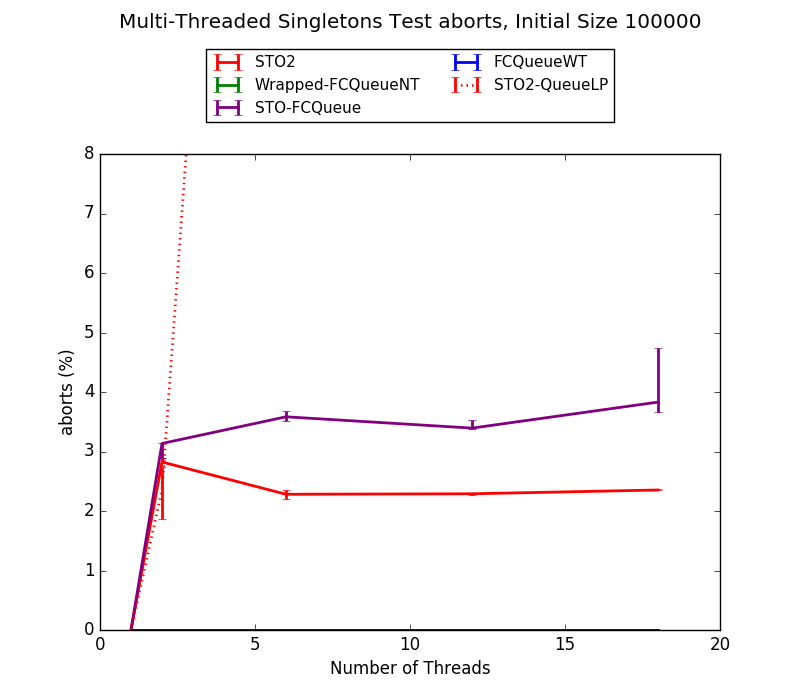 Multi-Threaded Singletons Test aborts, Initial Size 100000
STO2
FCQueueWT
Wrapped-FCQueueNT
STO2-QueueLP
STO-FCQueue
8
7
6
5
4
3
2
1
0
aborts (%)
0 5 10 15 20
Number of Threads